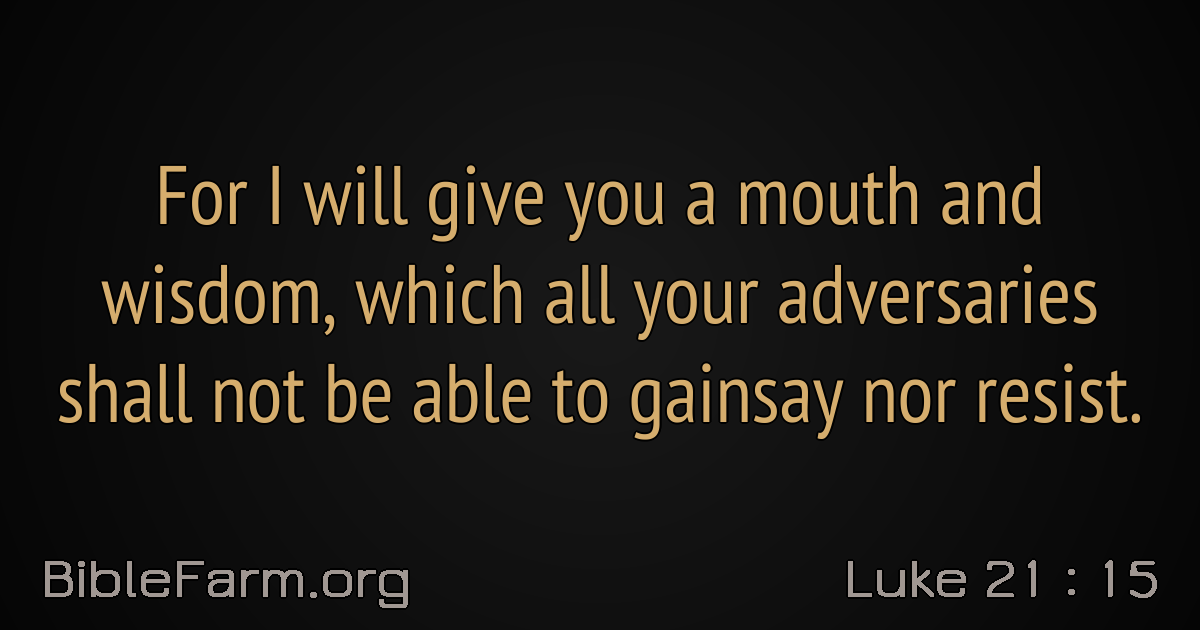 For I will give you a mouth and
wisdom, which all your adversaries
shall not be able to gainsay nor resist.
BibleFarm.org
Luke 21 : 15